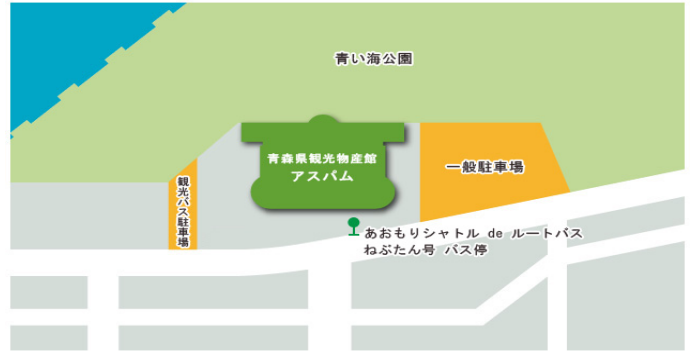 青い海公園
青森県観光物産館
アスパム
一般駐車場
観光バス駐車場
あおもりシャトル de ルートバス
ねぶたん号 バス停